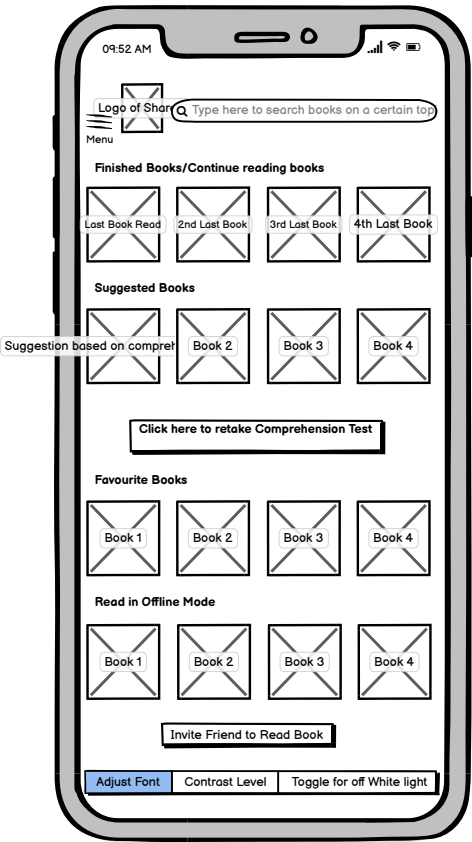 09:52 AM
Logo of Shar
Type here to search books on a certain top
Menu
Finished Books/Continue reading books
Last Book Read
2nd Last Book
3rd Last Book
4th Last Book
Suggested Books
Suggestion based on compreh
Book 2
Book 3
Book 4
Click here to retake Comprehension Test
Favourite Books
Book 1
Book 2
Book 3
Book 4
Read in Offline Mode
Book 1
Book 2
Book 3
Book 4
Invite Friend to Read Book
Adjust Font
Contrast Level
Toggle for off White light